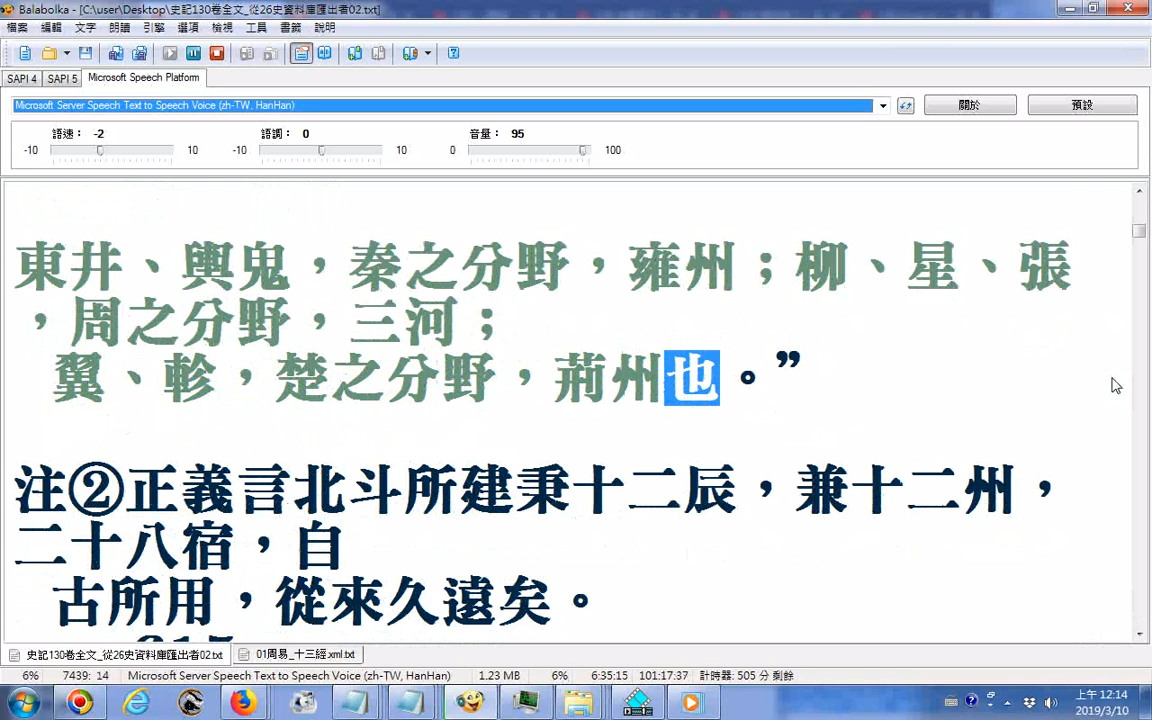 Balabolka - [C:\user\Desktop\史記130卷全文_從26史資料庫匯出者02.txt]
檔案 編輯 文字 朗讀 引擎 選項 檢視 工具 書籤 說明
SAPI 4 SAPI 5 Microsoft Speech Platform
Microsoft Server Speech Text to Speech Voice (zh-TW, HanHan) 關於 預設
語速： -2 語調： 0 音量： 95
-10 10 -10 10 0 100
東井、輿鬼，秦之分野，雍州；柳、星、張
，周之分野，三河；
翼、軫，楚之分野，荊州也。”
注②正義言北斗所建秉十二辰，兼十二州，
二十八宿，自
古所用，從來久遠矣。
史記130卷全文_從26史資料庫匯出者02.txt 01周易_十三經.xml.txt
6% 7439: 14 Microsoft Server Speech Text to Speech Voice (zh-TW, HanHan) 1.23 MB 6% 6:35:15 101:17:37 計時器: 505 分 剩餘
上午 12:14
2019/3/10